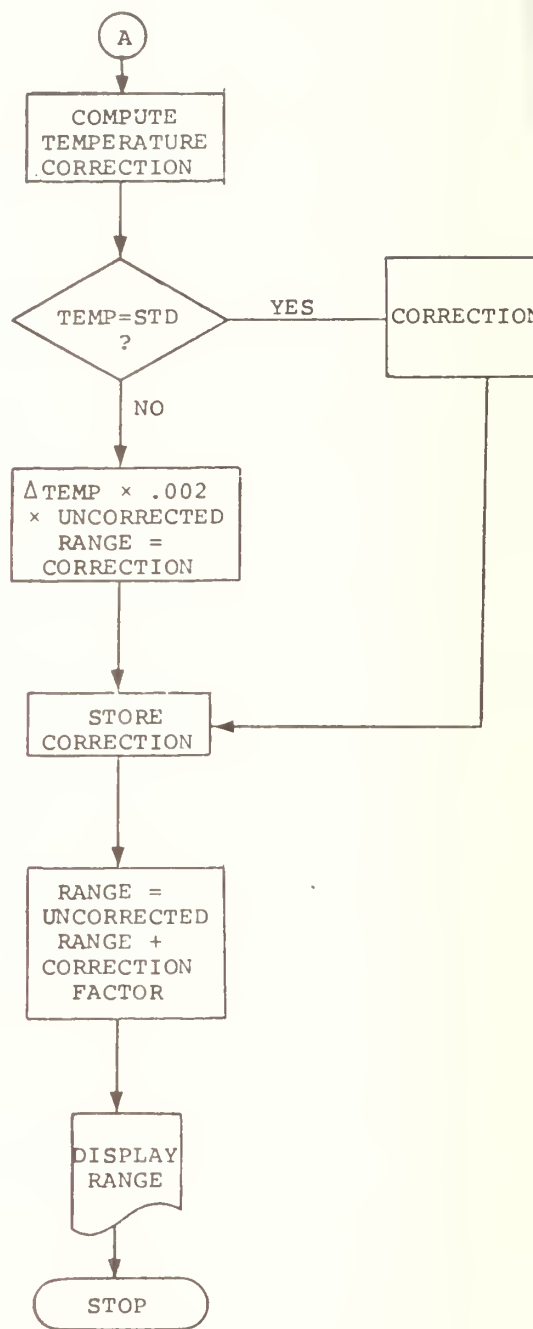 A
COMPUTE
TEMPERATURE
CORRECTION
TEMP=STD
?
YES
CORRECTION
NO
ΔTEMP × .002
× UNCORRECTED
RANGE =
CORRECTION
STORE
CORRECTION
RANGE =
UNCORRECTED
RANGE +
CORRECTION
FACTOR
DISPLAY
RANGE
STOP